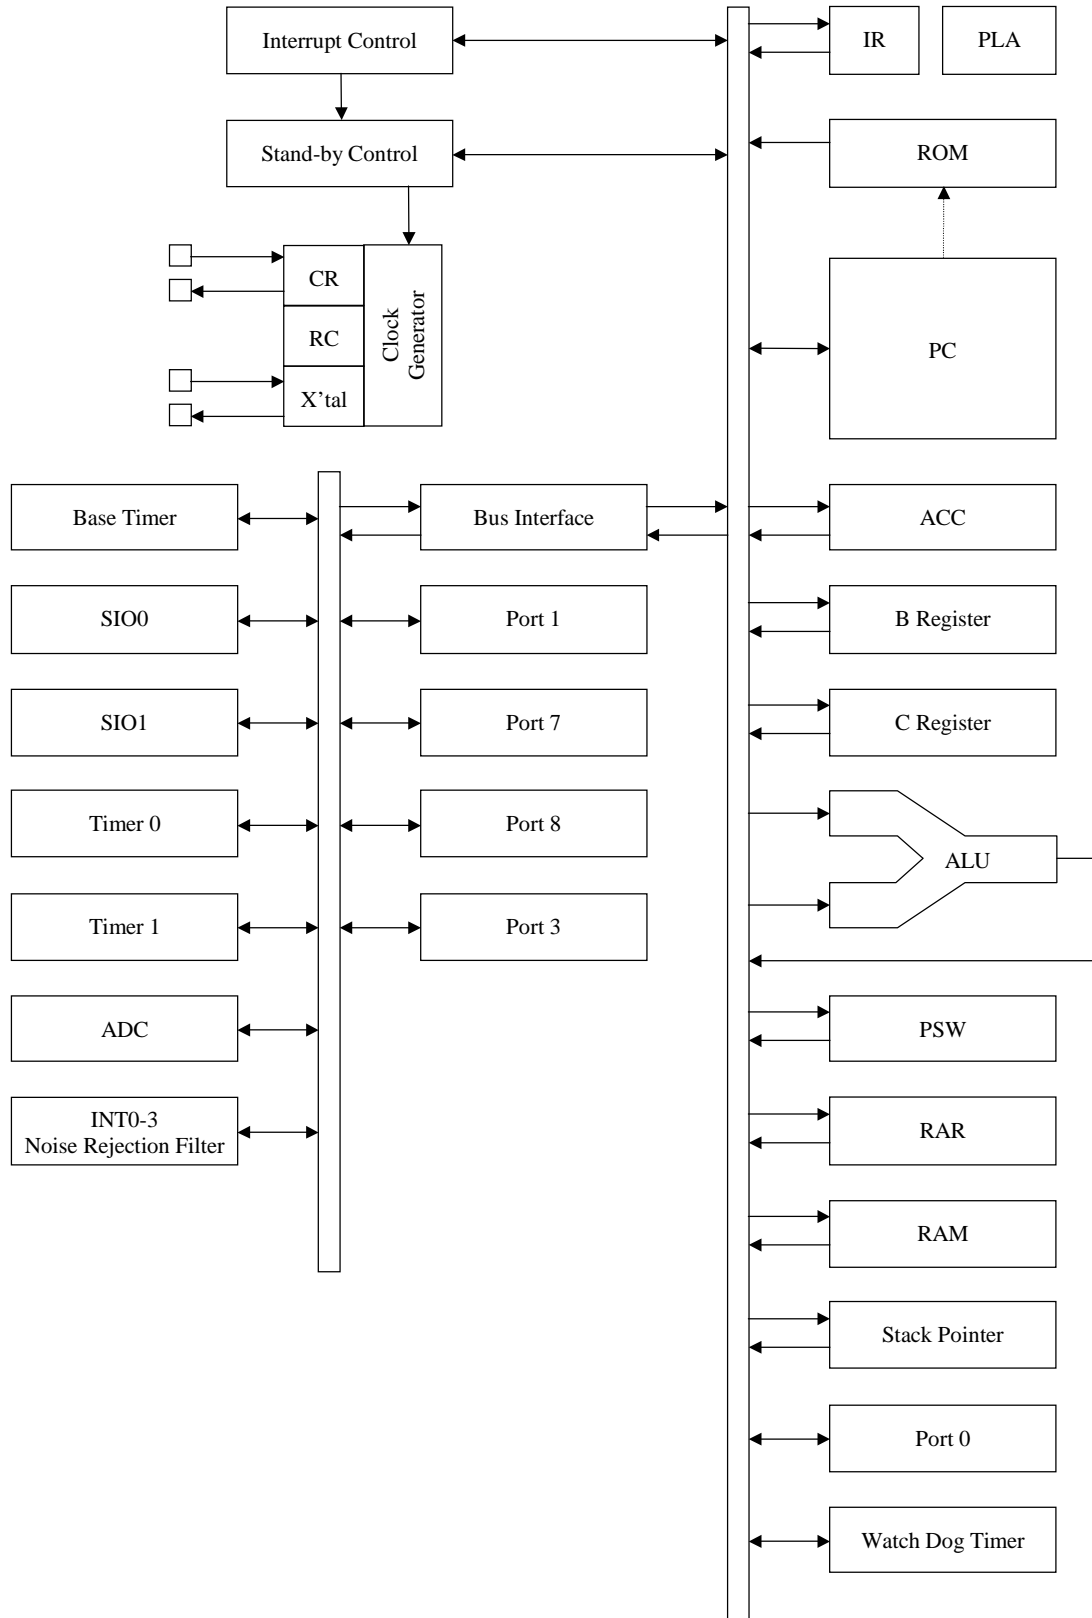 Interrupt Control
IR
PLA
Stand-by Control
ROM
CR
RC
X’tal
Clock
Generator
PC
Base Timer
Bus Interface
ACC
SIO0
Port 1
B Register
SIO1
Port 7
C Register
Timer 0
Port 8
ALU
Timer 1
Port 3
ADC
PSW
INT0-3
Noise Rejection Filter
RAR
RAM
Stack Pointer
Port 0
Watch Dog Timer